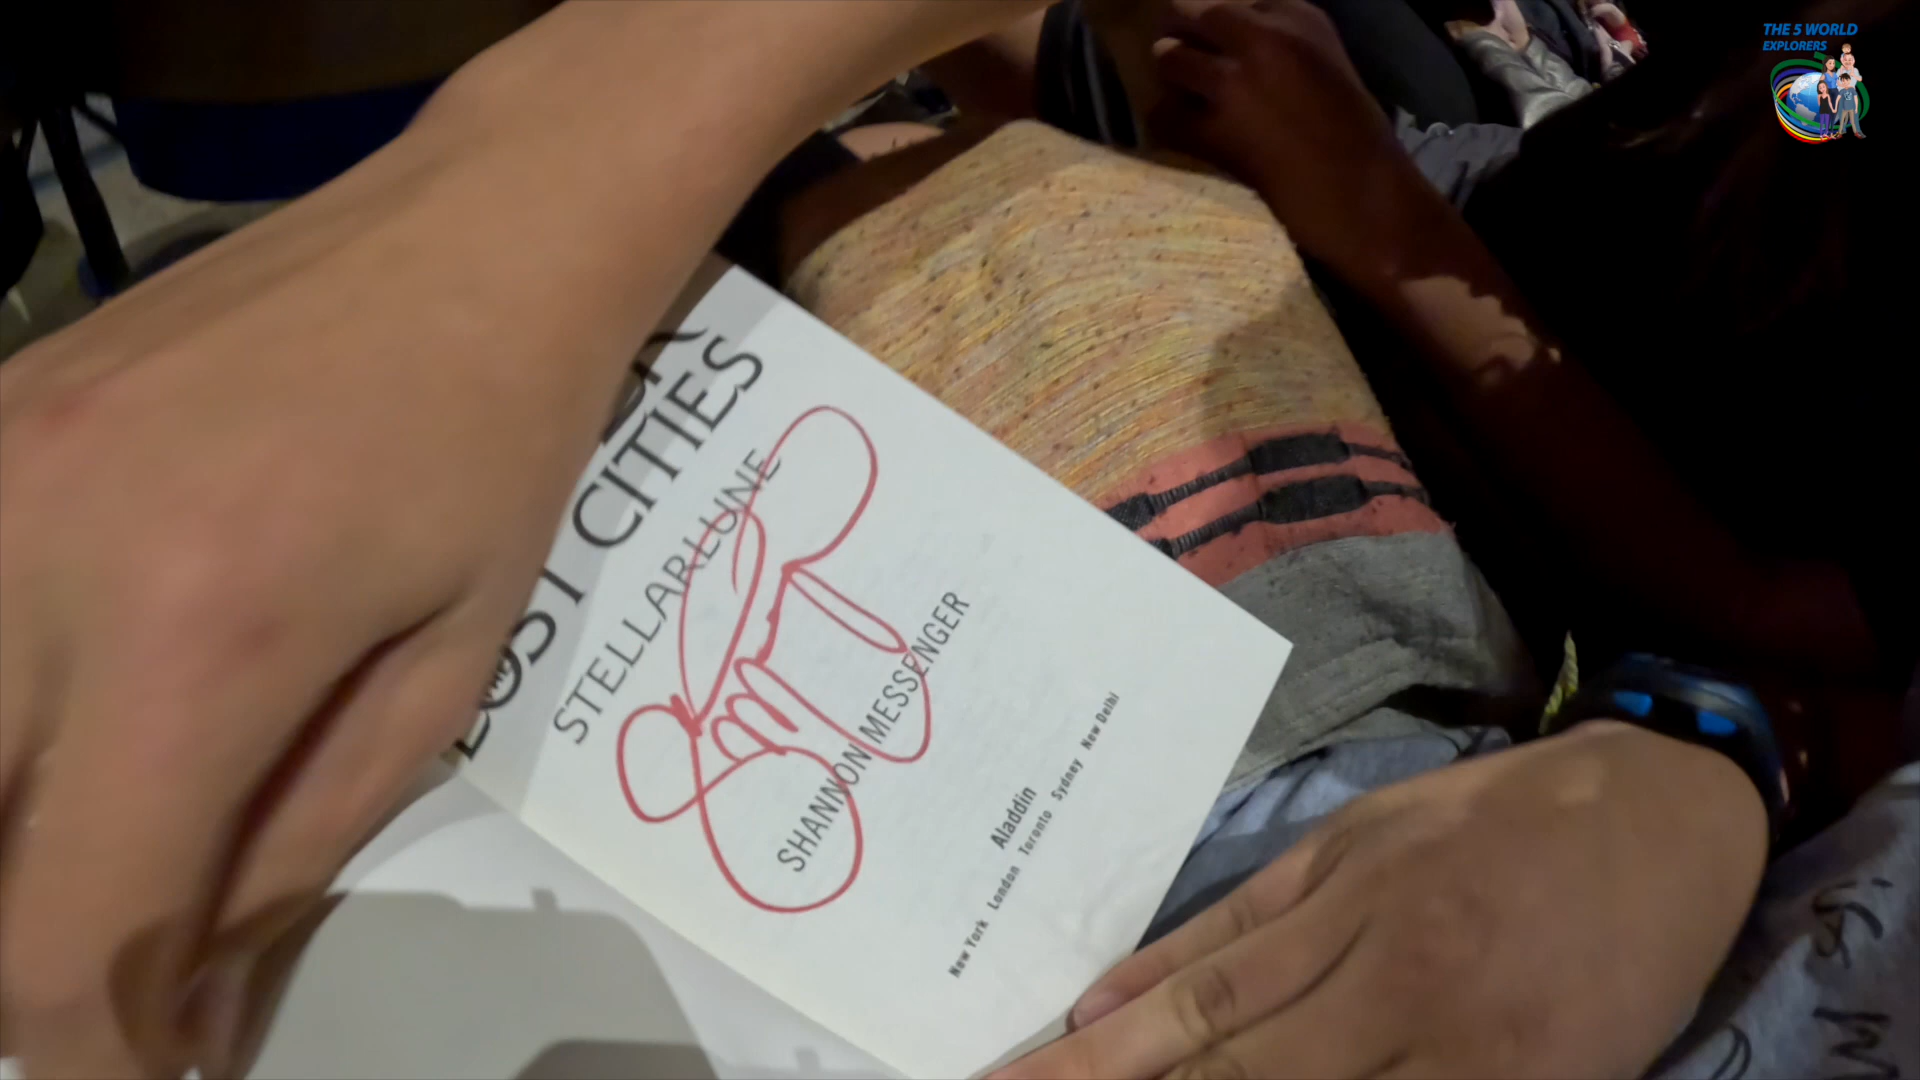 THE 5 WORLD
EXPLORERS
LOST CITIES
STELLARLUNE
SHANNON MESSENGER
Aladdin
New York London Toronto Sydney New Delhi